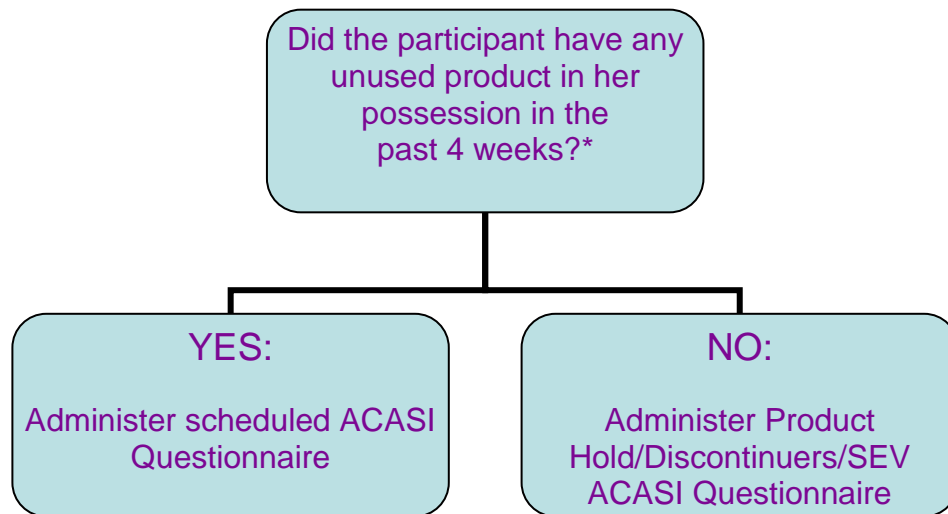 Did the participant have any
unused product in her
possession in the
past 4 weeks?*
YES:
Administer scheduled ACASI
Questionnaire
NO:
Administer Product
Hold/Discontinuers/SEV
ACASI Questionnaire